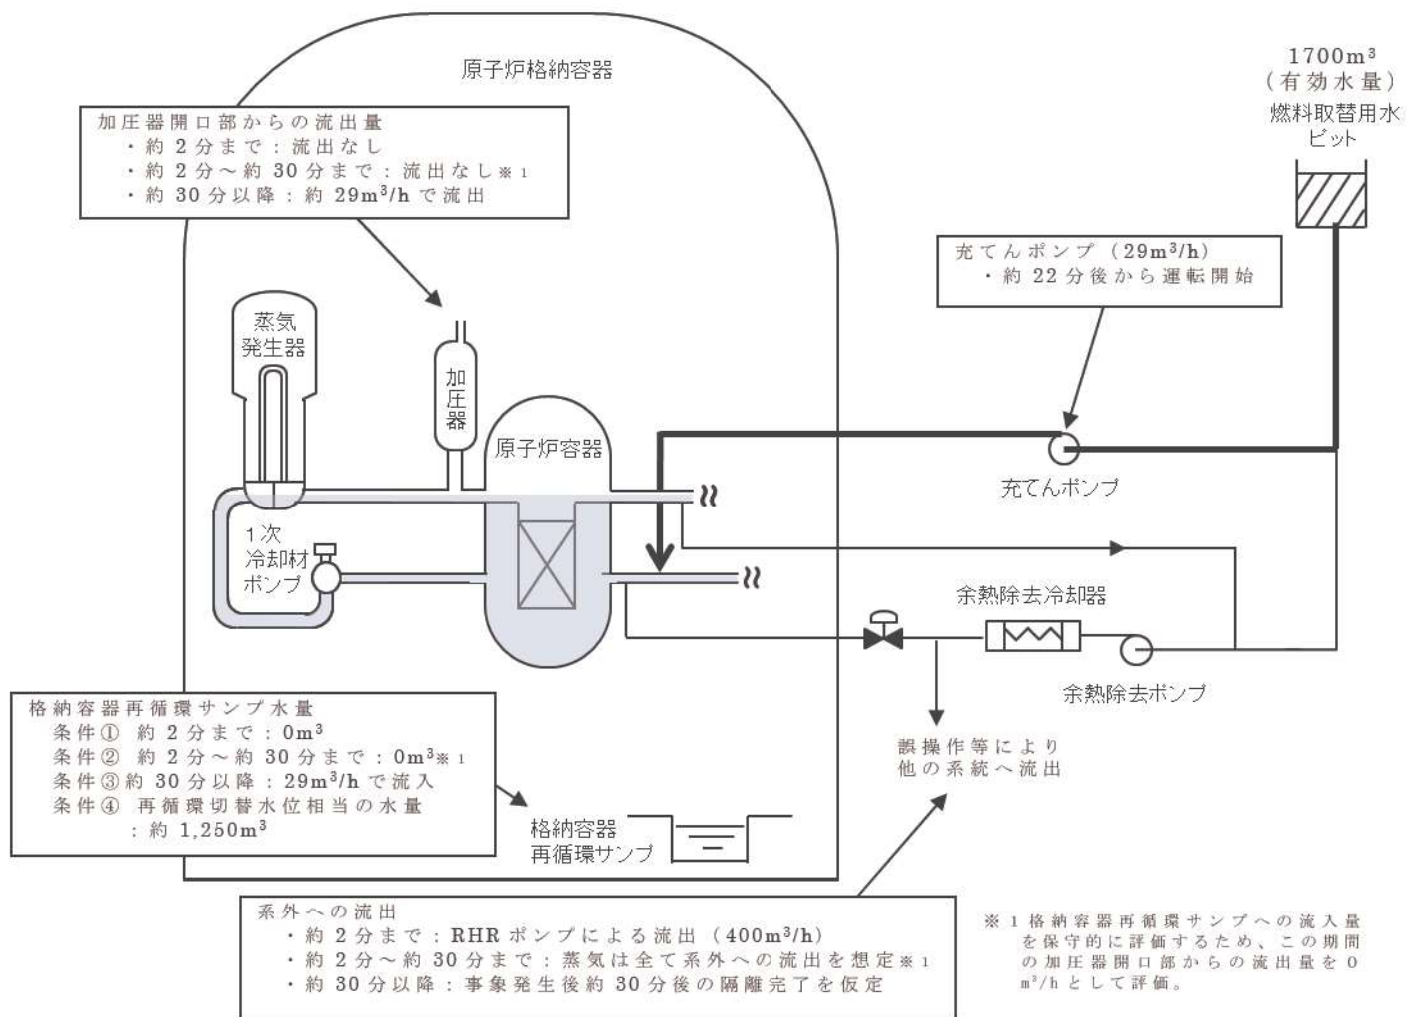 原子炉格納容器
1700m³
(有効水量)
燃料取替用水
ピット
加圧器開口部からの流出量
・約2分まで：流出なし
・約2分～約30分まで：流出なし※1
・約30分以降：約29m³/hで流出
充てんポンプ（29m³/h）
・約22分後から運転開始
蒸気
発生器
加圧器
原子炉容器
充てんポンプ
1次
冷却材
ポンプ
余熱除去冷却器
余熱除去ポンプ
格納容器再循環サンプ水量
条件① 約2分まで：0m³
条件② 約2分～約30分まで：0m³※1
条件③約30分以降：29m³/hで流入
条件④ 再循環切替水位相当の水量
：約1,250m³
誤操作等により
他の系統へ流出
格納容器
再循環サンプ
系外への流出
・約2分まで：RHRポンプによる流出（400m³/h）
・約2分～約30分まで：蒸気は全て系外への流出を想定※1
・約30分以降：事象発生後約30分後の隔離完了を仮定
※1格納容器再循環サンプへの流入量
を保守的に評価するため、この期間
の加圧器開口部からの流出量を0
m³/hとして評価。